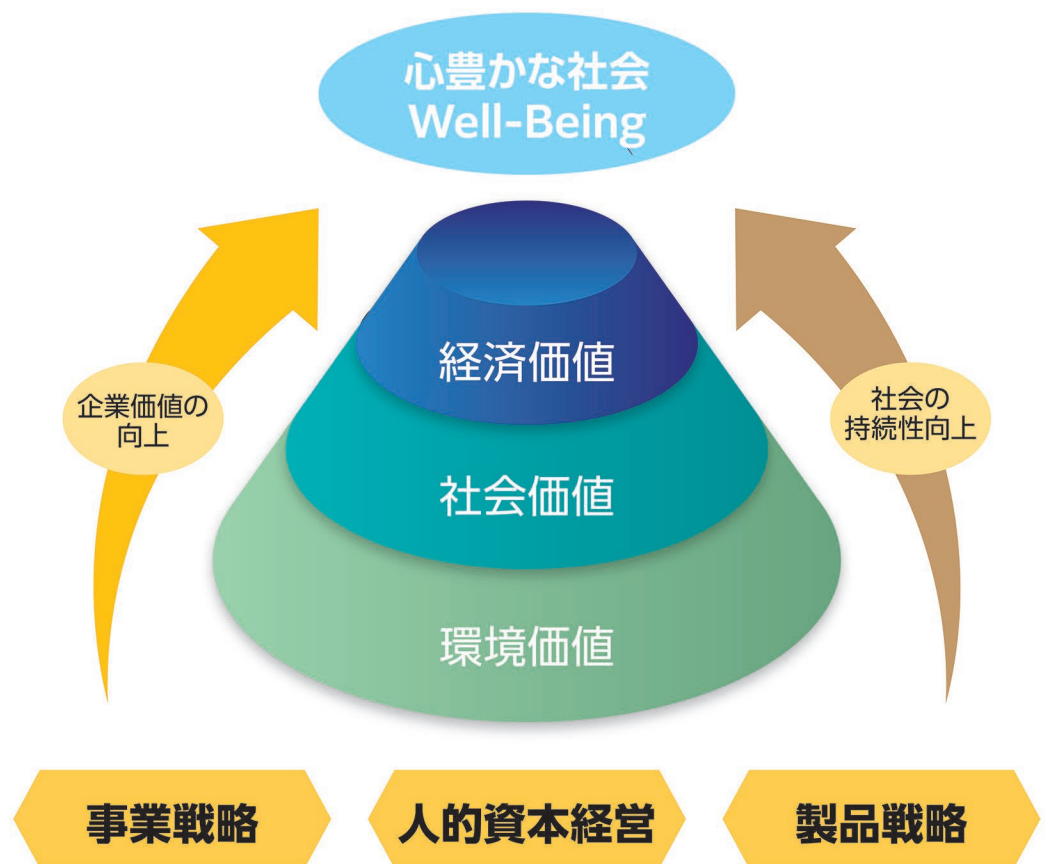 心豊かな社会
Well-Being
経済価値
企業価値の
向上
社会の
持続性向上
社会価値
環境価値
事業戦略
人的資本経営
製品戦略